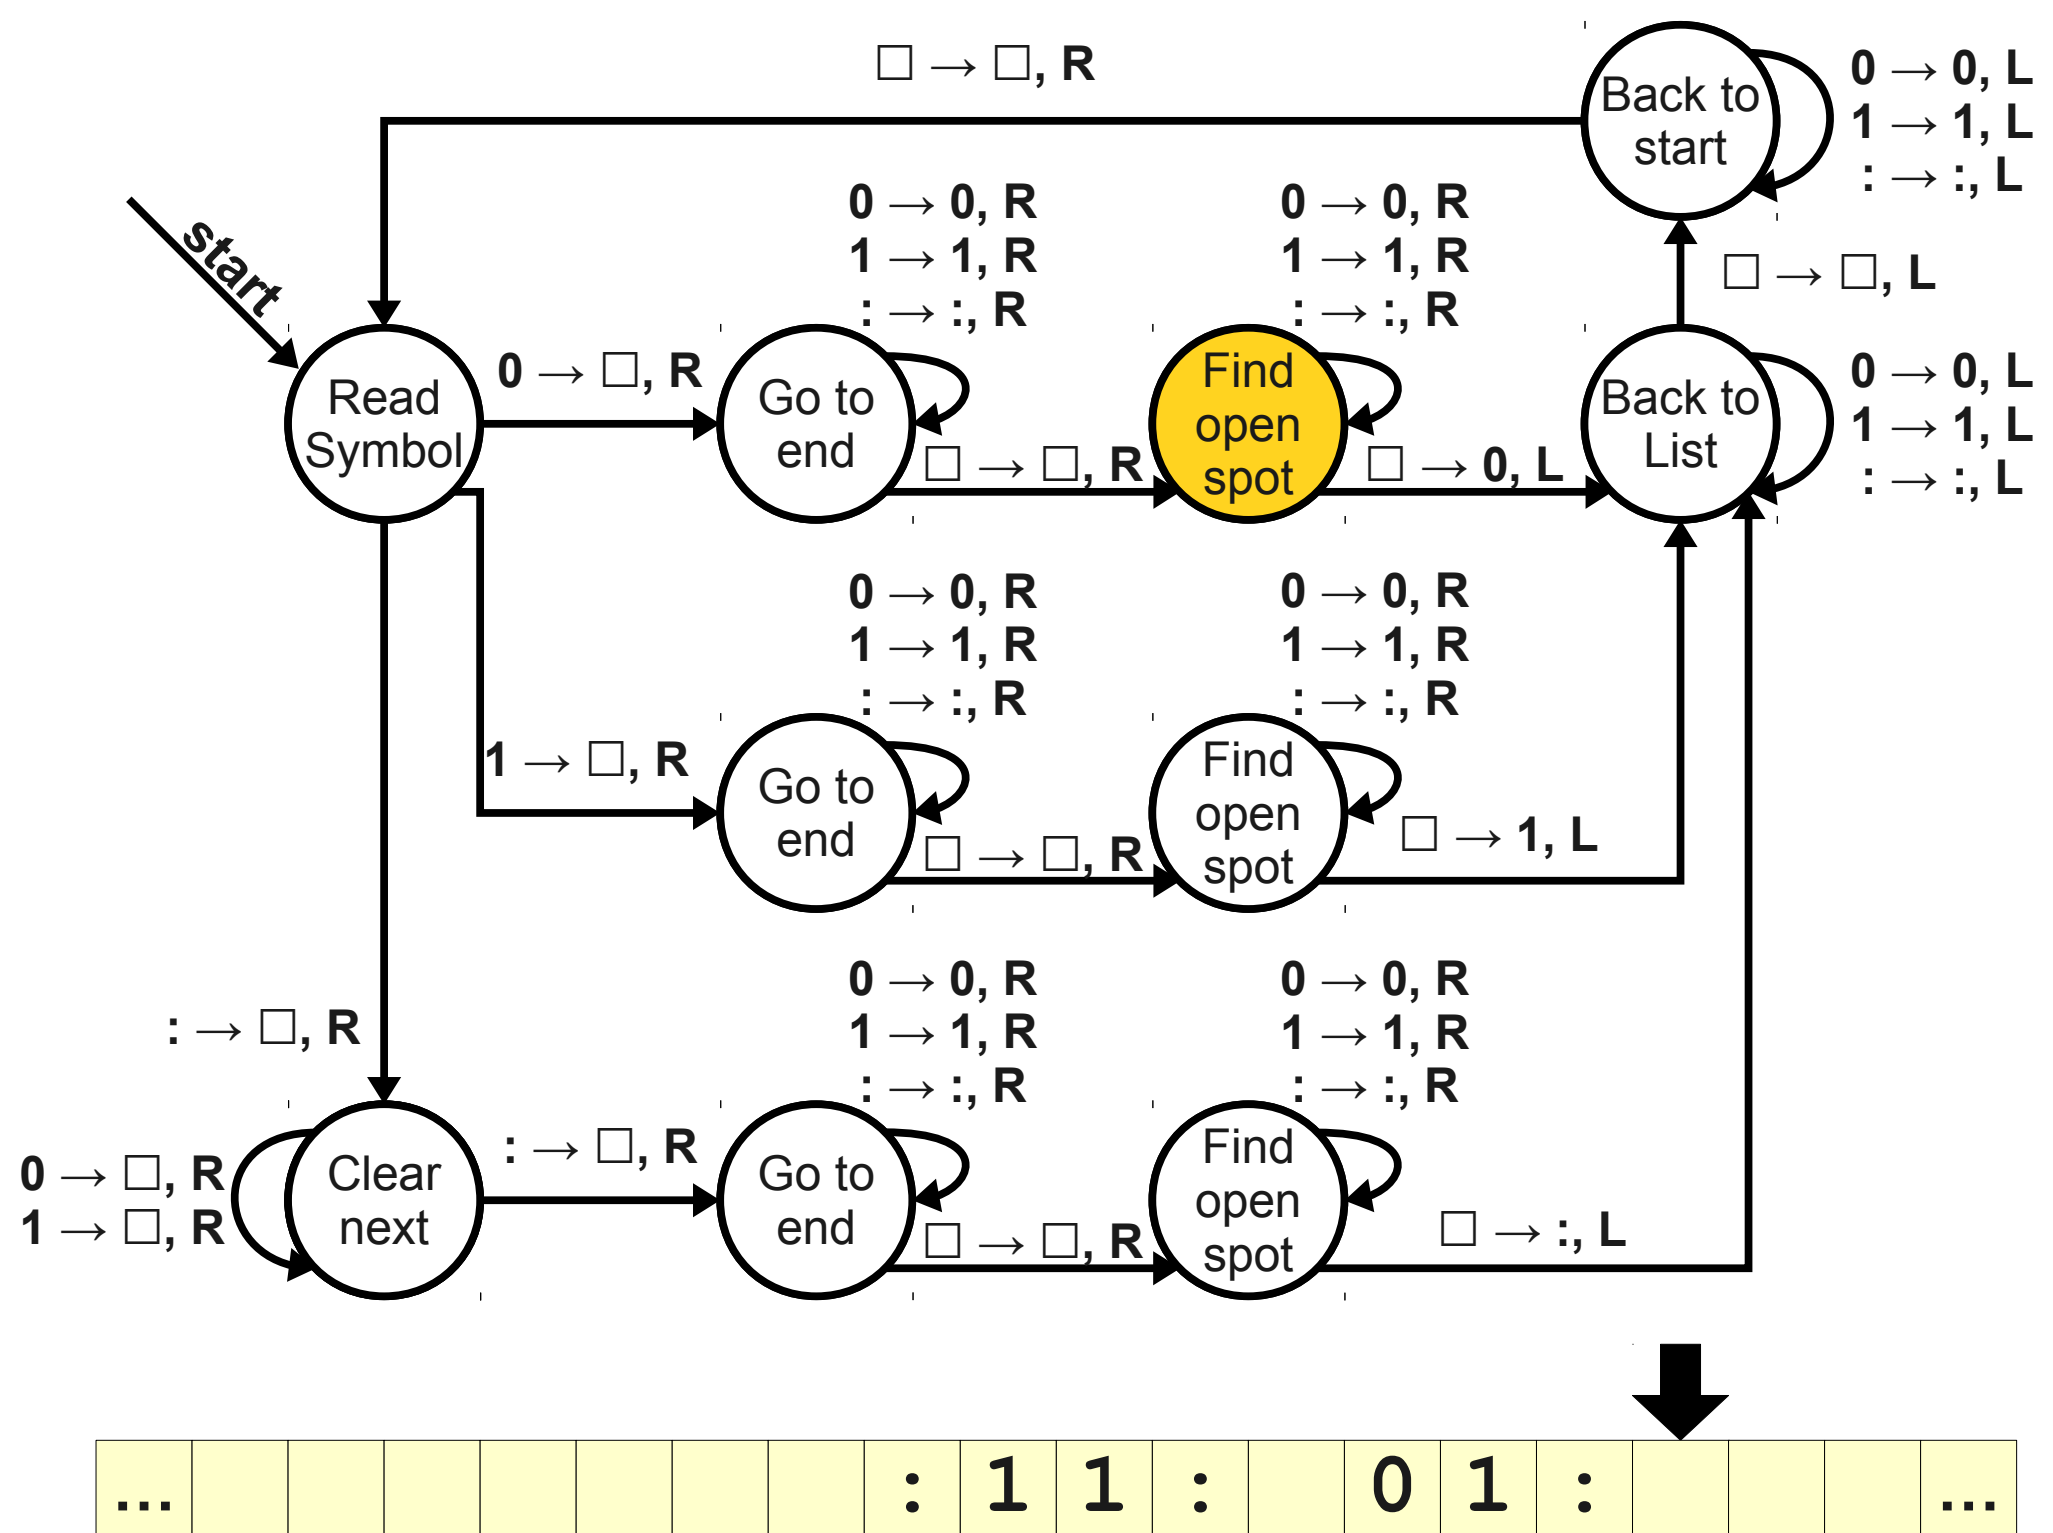 □ → □, R
Back to
start
0 → 0, L
1 → 1, L
: → :, L
start
0 → 0, R
1 → 1, R
: → :, R
0 → 0, R
1 → 1, R
: → :, R
□ → □, L
Read
Symbol
0 → □, R
Go to
end
□ → □, R
Find
open
spot
□ → 0, L
Back to
List
0 → 0, L
1 → 1, L
: → :, L
0 → 0, R
1 → 1, R
: → :, R
0 → 0, R
1 → 1, R
: → :, R
1 → □, R
Go to
end
□ → □, R
Find
open
spot
□ → 1, L
: → □, R
0 → 0, R
1 → 1, R
: → :, R
0 → 0, R
1 → 1, R
: → :, R
0 → □, R
1 → □, R
Clear
next
: → □, R
Go to
end
□ → □, R
Find
open
spot
□ → :, L
... : 1 1 : 0 1 : ...